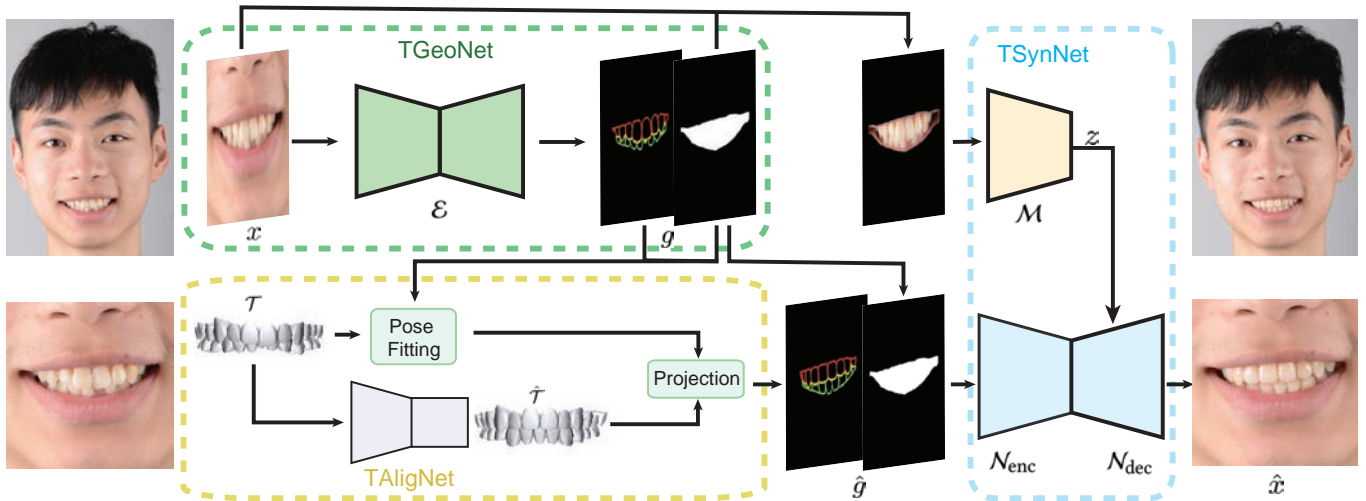 TGeoNet
TSynNet
x
ℰ
g
z
ℳ
𝒯
Pose
Fitting
Projection
𝒯̂
TAligNet
ĝ
𝒩enc
𝒩dec
x̂